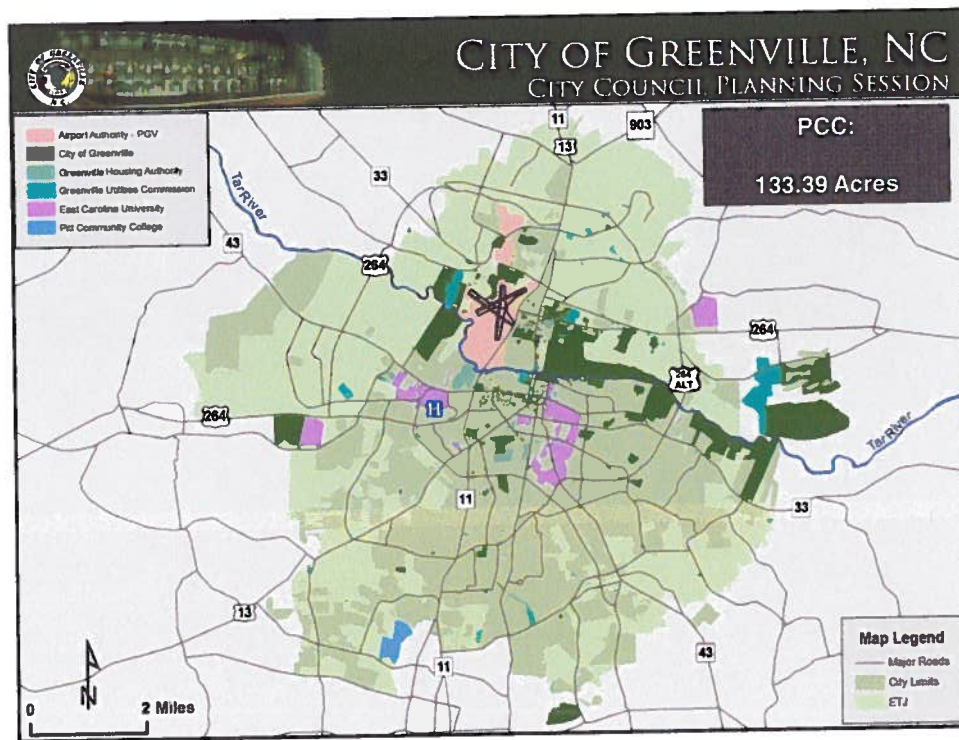 CITY OF GREENVILLE, NC
CITY COUNCIL PLANNING SESSION
CITY OF GREENVILLE
N.C.
Airport Authority - PGV
City of Greenville
Greenville Housing Authority
Greenville Utilities Commission
East Carolina University
Pitt Community College
PCC:
133.39 Acres
11
903
13
33
Tar River
43
264
264
264
ALT
H
264
Tar River
11
33
13
11
43
N
0 2 Miles
Map Legend
Major Roads
City Limits
ETJ